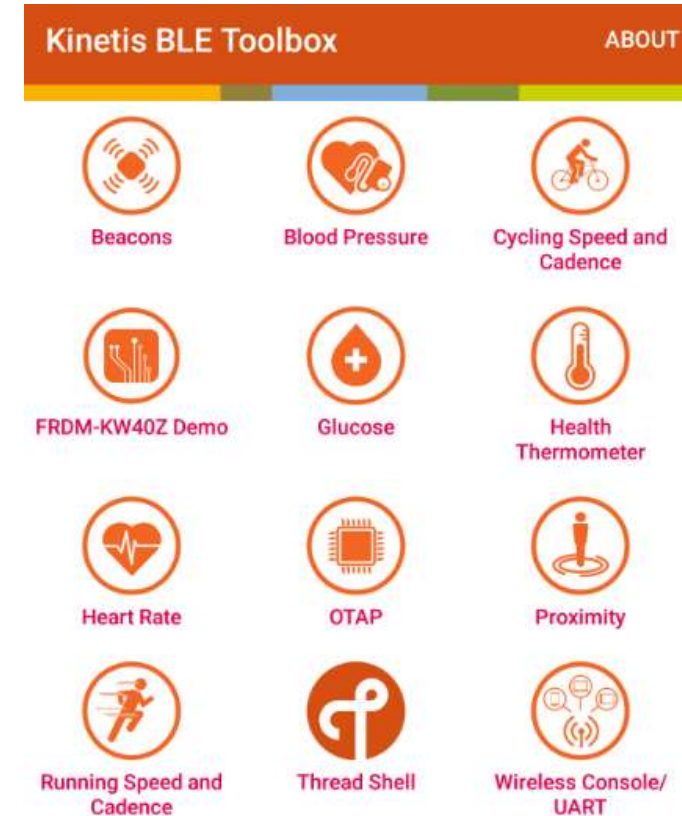 Kinetis BLE Toolbox ABOUT
Beacons
Blood Pressure
Cycling Speed and
Cadence
FRDM-KW40Z Demo
Glucose
Health
Thermometer
Heart Rate
OTAP
Proximity
Running Speed and
Cadence
Thread Shell
Wireless Console/
UART